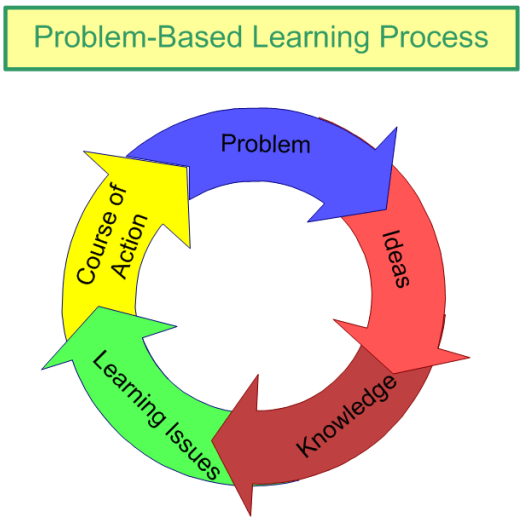 Problem-Based Learning Process
Problem
Ideas
Knowledge
Learning Issues
Course of
Action